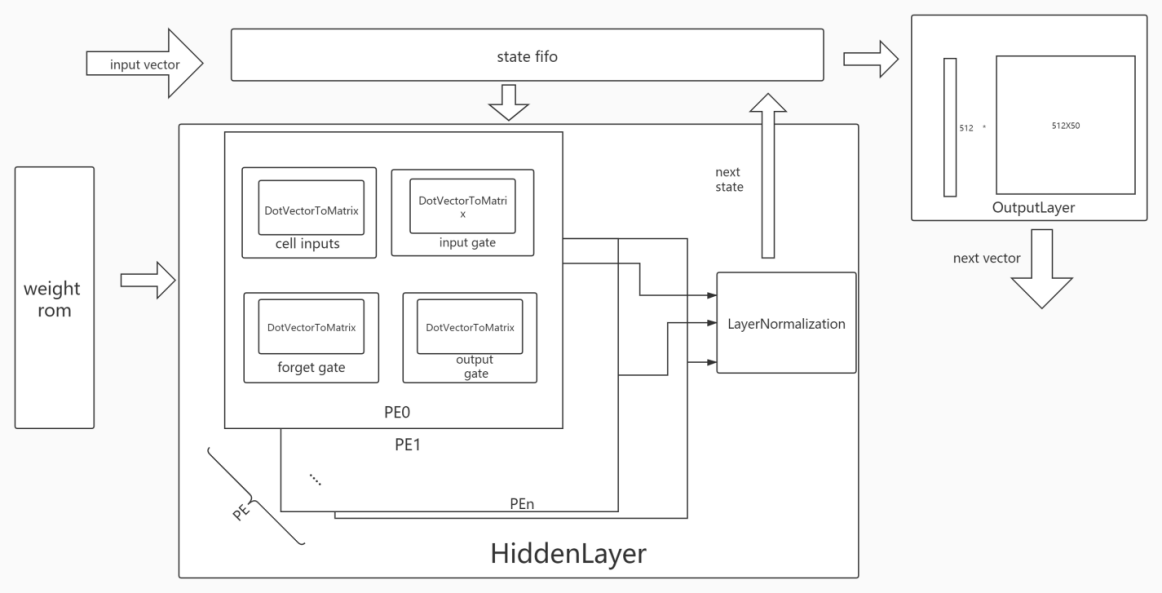 input vector
state fifo
512
*
512X50
OutputLayer
next vector
weight
rom
DotVectorToMatrix
cell inputs
DotVectorToMatri
x
input gate
DotVectorToMatrix
forget gate
DotVectorToMatrix
output
gate
PE0
PE1
....
PEn
PE
next
state
LayerNormalization
HiddenLayer